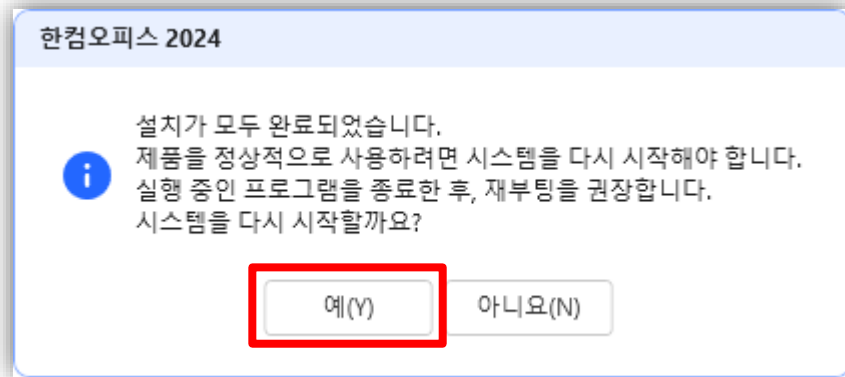 한컴오피스 2024
설치가 모두 완료되었습니다.
제품을 정상적으로 사용하려면 시스템을 다시 시작해야 합니다.
실행 중인 프로그램을 종료한 후, 재부팅을 권장합니다.
시스템을 다시 시작할까요?
예(Y)
아니요(N)